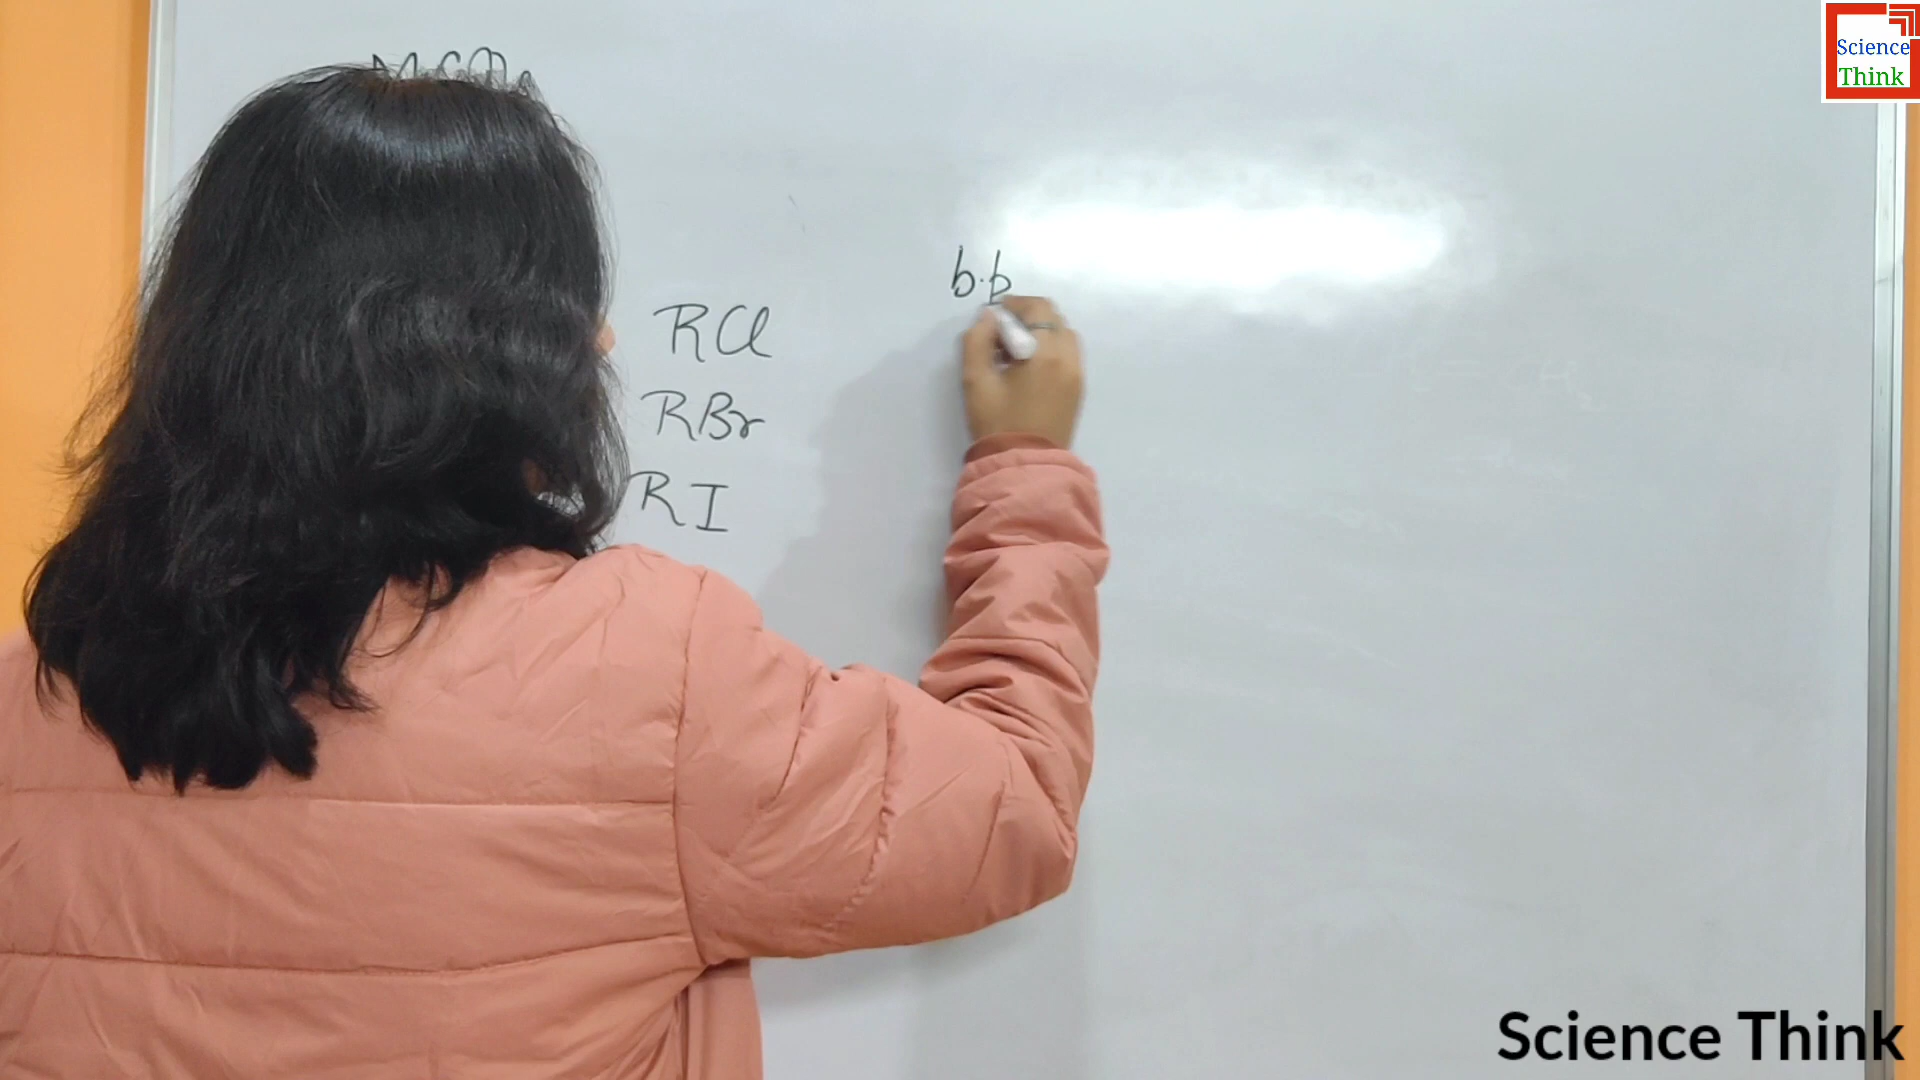 Science
Think
b.p
RCl
RBr
RI
Science Think